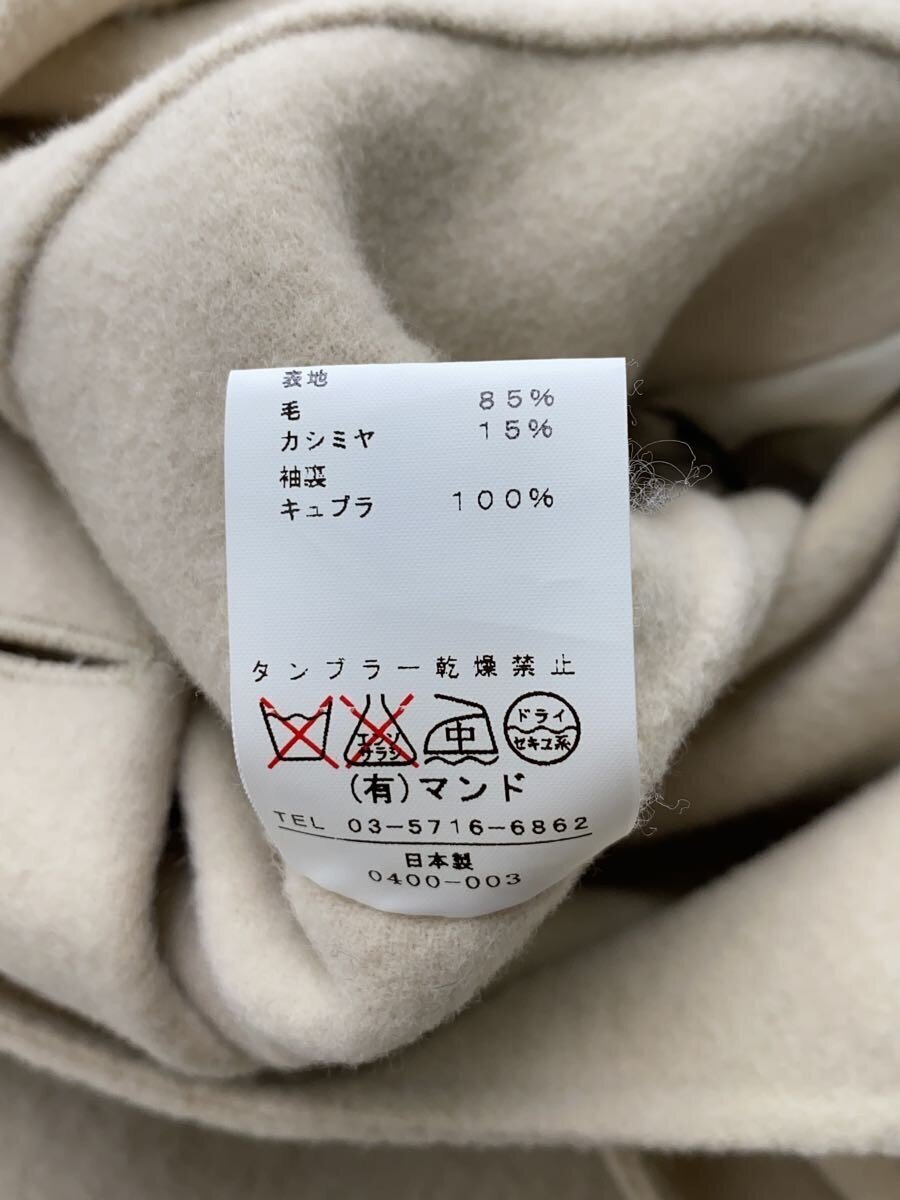 表地
毛 85%
カシミヤ 15%
袖裏
キュプラ 100%
タンブラー乾燥禁止
エンソ
サラシ
中
ドライ
セキユ系
(有)マンド
TEL 03-5716-6862
日本製
0400-003